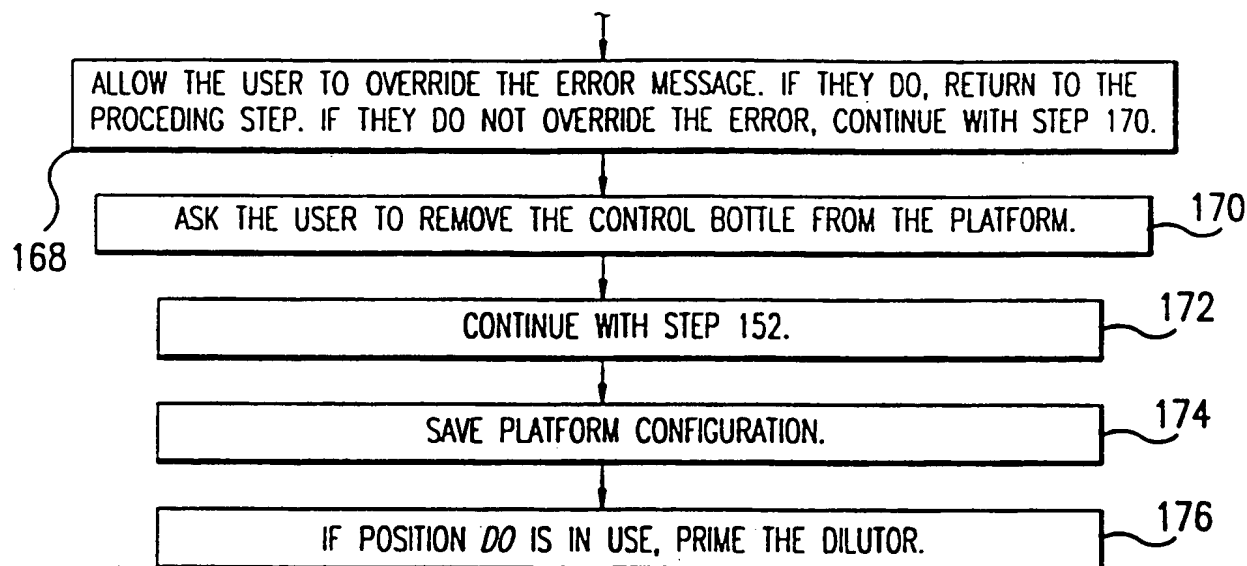 ALLOW THE USER TO OVERRIDE THE ERROR MESSAGE. IF THEY DO, RETURN TO THE
PROCEDING STEP. IF THEY DO NOT OVERRIDE THE ERROR, CONTINUE WITH STEP 170.
168
ASK THE USER TO REMOVE THE CONTROL BOTTLE FROM THE PLATFORM.
170
CONTINUE WITH STEP 152.
172
SAVE PLATFORM CONFIGURATION.
174
IF POSITION DO IS IN USE, PRIME THE DILUTOR.
176